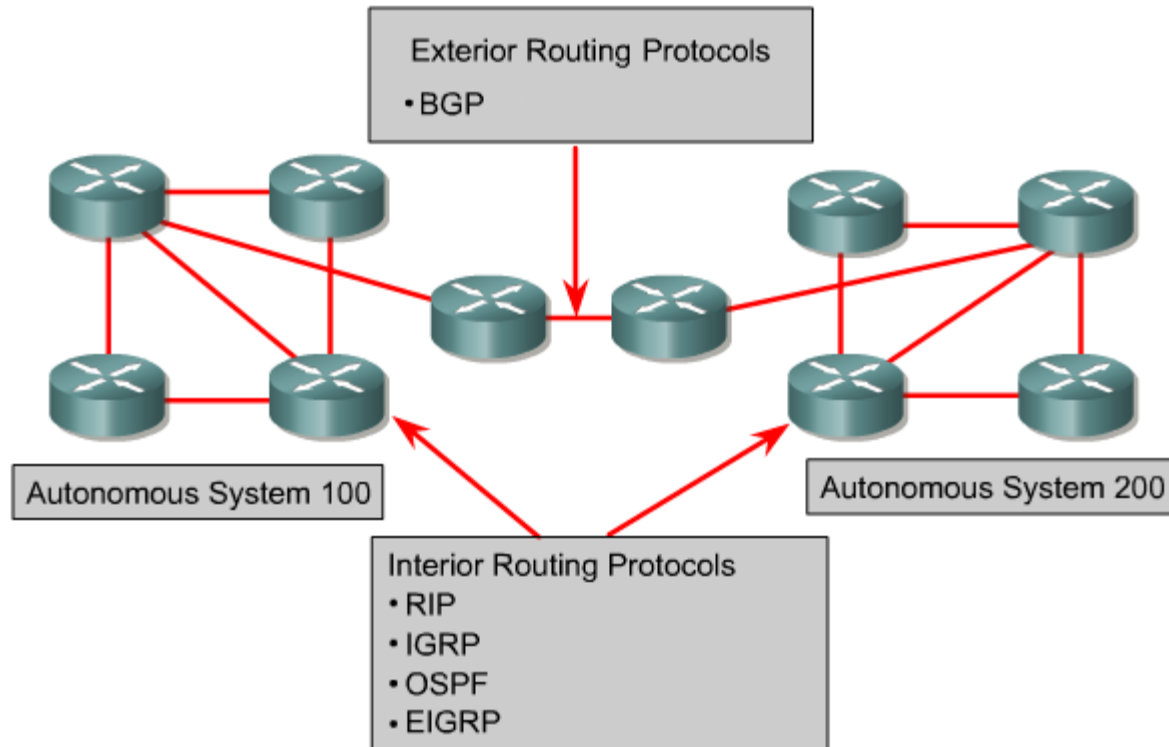 Exterior Routing Protocols
• BGP
Autonomous System 100
Autonomous System 200
Interior Routing Protocols
• RIP
• IGRP
• OSPF
• EIGRP